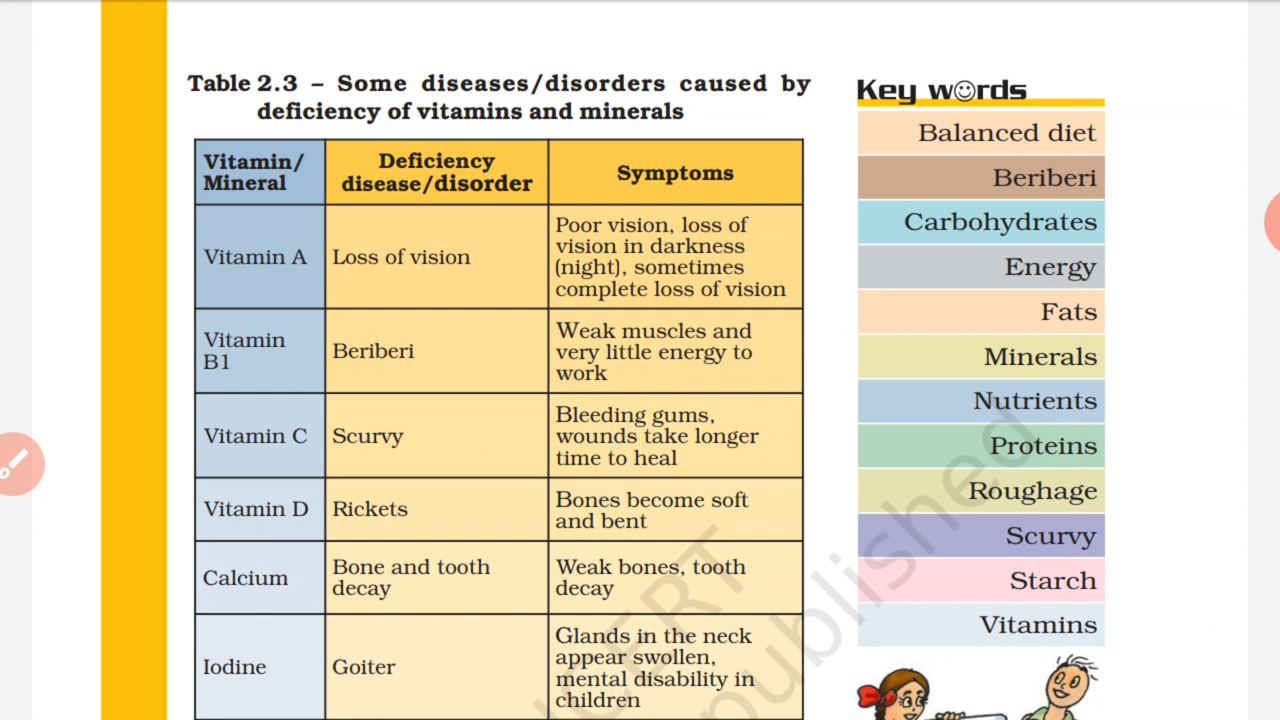 Table 2.3 – Some diseases/disorders caused by
deficiency of vitamins and minerals
Vitamin/
Mineral
Deficiency
disease/disorder
Symptoms
Vitamin A
Loss of vision
Poor vision, loss of
vision in darkness
(night), sometimes
complete loss of vision
Vitamin
B1
Beriberi
Weak muscles and
very little energy to
work
Vitamin C
Scurvy
Bleeding gums,
wounds take longer
time to heal
Vitamin D
Rickets
Bones become soft
and bent
Calcium
Bone and tooth
decay
Weak bones, tooth
decay
Iodine
Goiter
Glands in the neck
appear swollen,
mental disability in
children
Key words
Balanced diet
Beriberi
Carbohydrates
Energy
Fats
Minerals
Nutrients
Proteins
Roughage
Scurvy
Starch
Vitamins
published